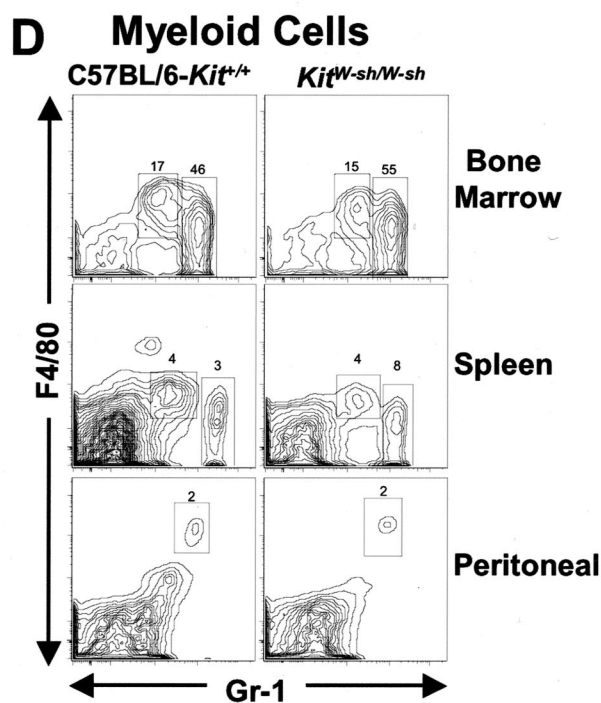 D Myeloid Cells
C57BL/6-Kit+/+ KitW-sh/W-sh
17 46 15 55
Bone
Marrow
4 3 4 8
Spleen
2 2
Peritoneal
F4/80
Gr-1